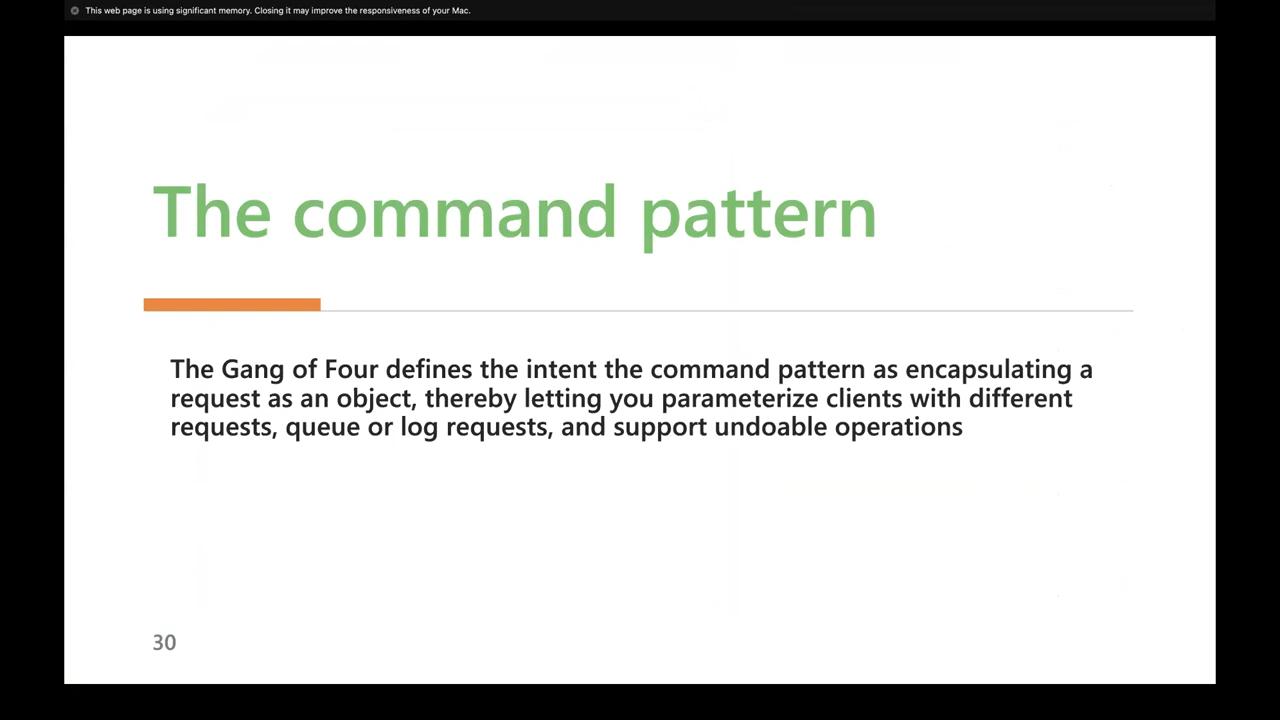 This web page is using significant memory. Closing it may improve the responsiveness of your Mac.
The command pattern
The Gang of Four defines the intent the command pattern as encapsulating a
request as an object, thereby letting you parameterize clients with different
requests, queue or log requests, and support undoable operations
30